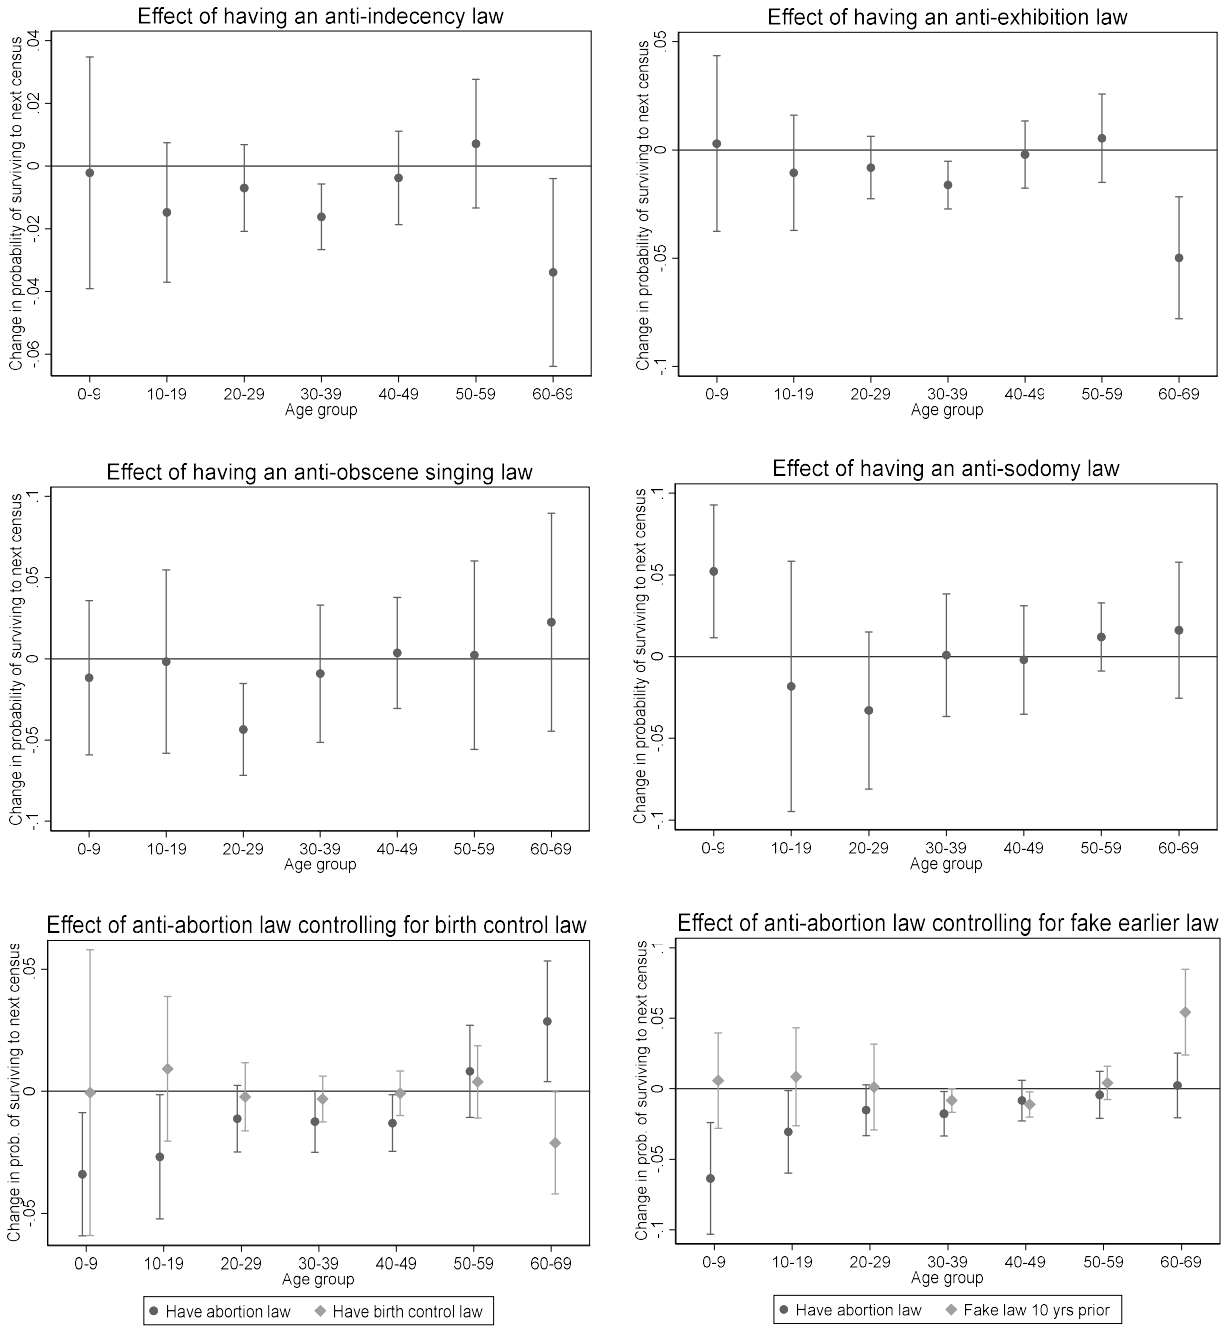 Effect of having an anti-indecency law
Change in probability of surviving to next census
.04
.02
0
-.02
-.04
-.06
0-9 10-19 20-29 30-39 40-49 50-59 60-69
Age group
Effect of having an anti-exhibition law
Change in probability of surviving to next census
.05
0
-.05
-.1
0-9 10-19 20-29 30-39 40-49 50-59 60-69
Age group
Effect of having an anti-obscene singing law
Change in probability of surviving to next census
.1
.05
0
-.05
-.1
0-9 10-19 20-29 30-39 40-49 50-59 60-69
Age group
Effect of having an anti-sodomy law
Change in probability of surviving to next census
.1
.05
0
-.05
-.1
0-9 10-19 20-29 30-39 40-49 50-59 60-69
Age group
Effect of anti-abortion law controlling for birth control law
Change in prob. of surviving to next census
.05
0
-.05
0-9 10-19 20-29 30-39 40-49 50-59 60-69
Age group
Have abortion law Have birth control law
Effect of anti-abortion law controlling for fake earlier law
Change in prob. of surviving to next census
.1
.05
0
-.05
-.1
0-9 10-19 20-29 30-39 40-49 50-59 60-69
Age group
Have abortion law Fake law 10 yrs prior